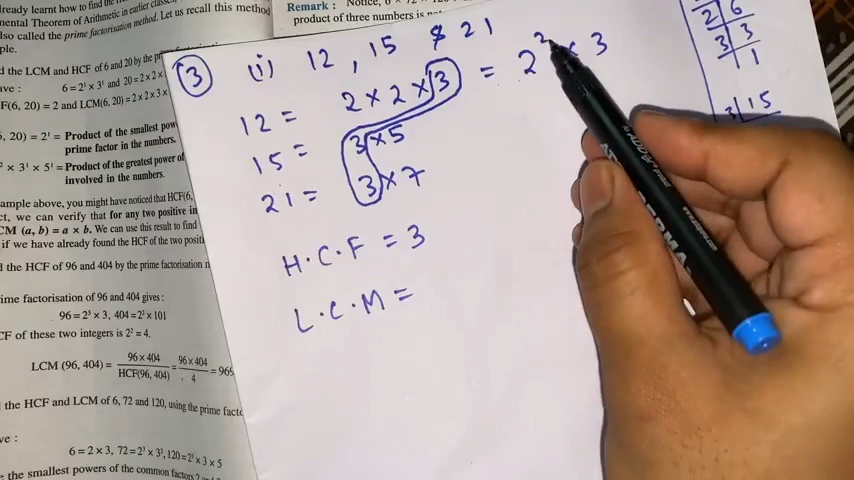 ready learnt how to find the
Theorem of Arithmetic in earlier classes
so called the prime factorisation method. Let us recall this method
ple.
d the LCM and HCF of 6 and 20 by the prime
ave :
6 = 2¹ × 3¹ and 20 = 2 × 2 ×
F(6, 20) = 2 and LCM(6, 20) = 2 × 2 × 3 ×
6, 20) = 2¹ = Product of the smallest
prime factor in the numbers.
² × 3¹ × 5¹ = Product of the greatest power of
involved in the numbers.
ample above, you might have noticed that HCF(6,
ct, we can verify that for any two positive in
CM (a, b) = a × b. We can use this result to find
if we have already found the HCF of the two positi
d the HCF of 96 and 404 by the prime factorisation
ime factorisation of 96 and 404 gives :
96 = 2⁵ × 3, 404 = 2² × 101
CF of these two integers is 2² = 4.
LCM (96, 404) = 96 × 404 / HCF(96, 404) = 96 × 404 / 4 = 969
d the HCF and LCM of 6, 72 and 120, using the prime facto
ve :
6 = 2 × 3, 72 = 2³ × 3², 120 = 2³ × 3 × 5
the smallest powers of the common factors 2
Remark : Notice, 6 × 72 ×
product of three numbers is
3 (i) 12, 15 & 21
12 = 2 × 2 × 3 = 2² × 3
15 = 3 × 5
21 = 3 × 7
H.C.F = 3
L.C.M =
2 6
3 3
1
3 15